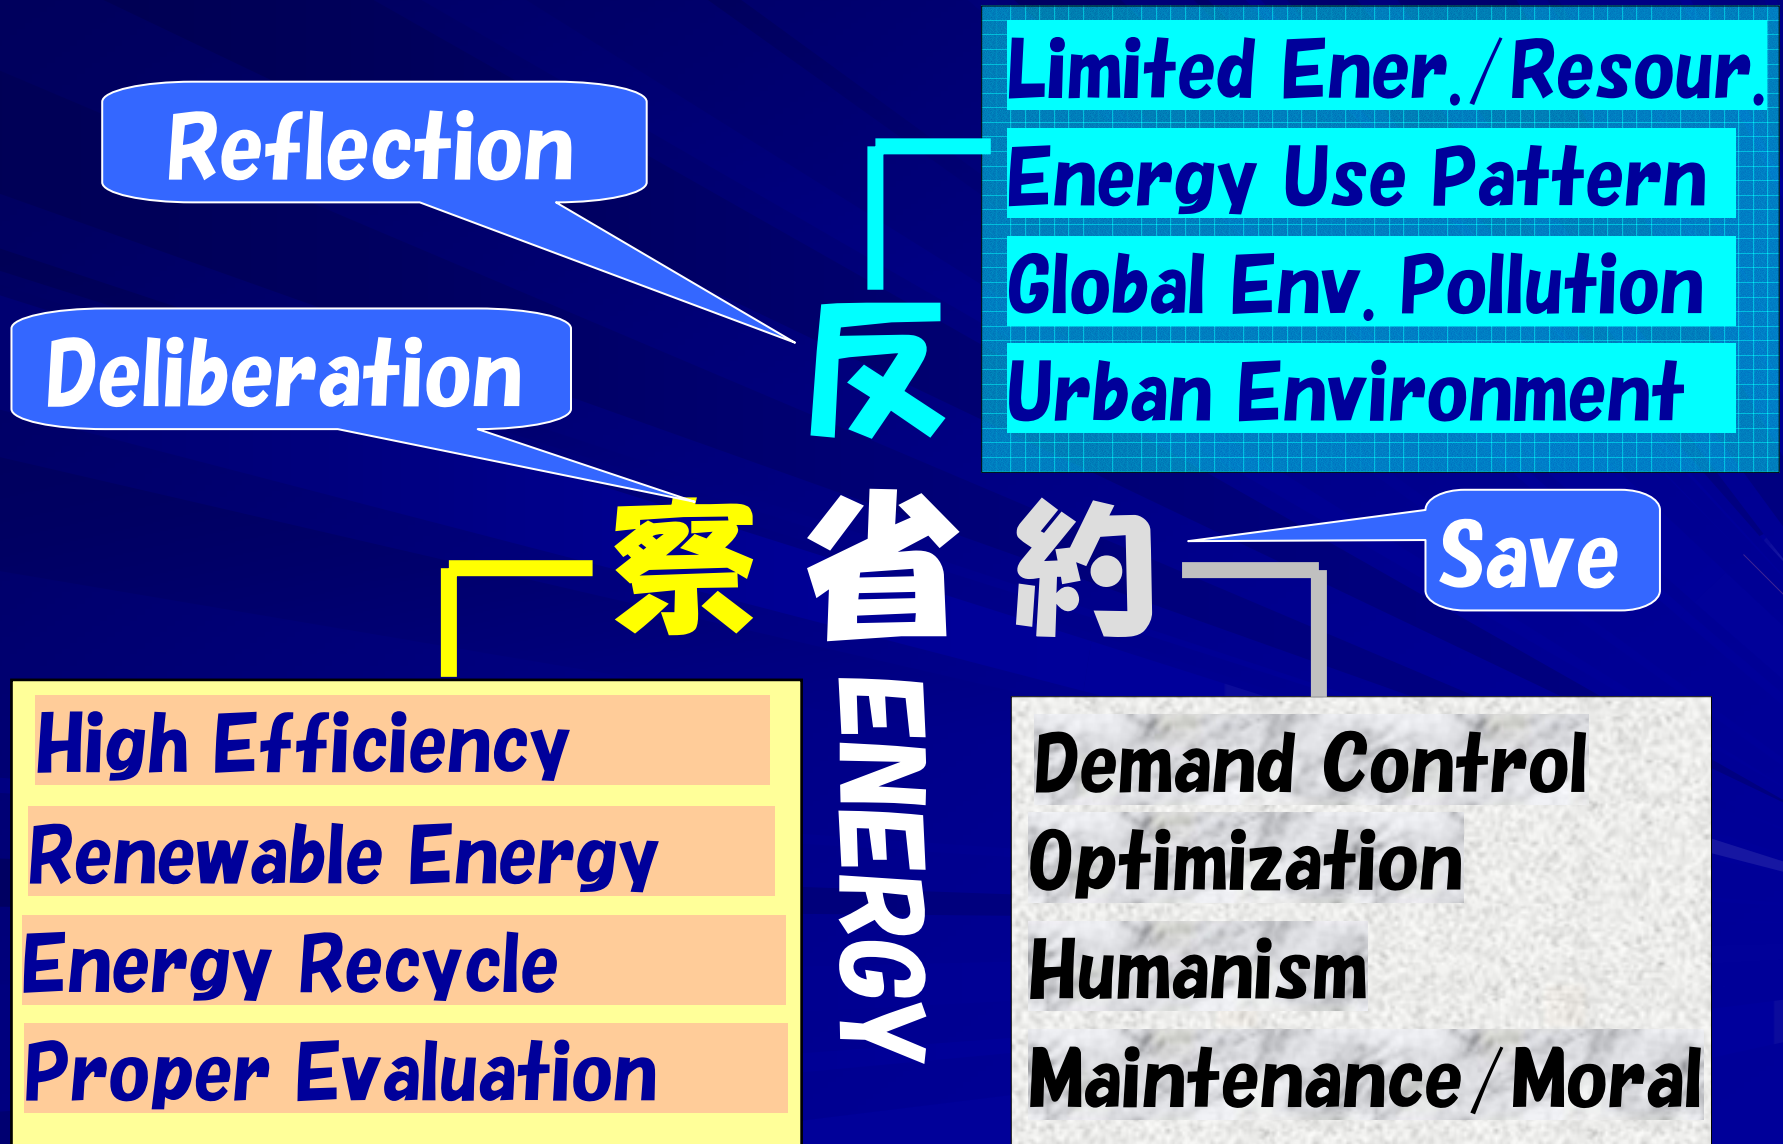 Limited Ener./Resour.
Reflection
Energy Use Pattern
Global Env. Pollution
Deliberation
反
Urban Environment
察 省 約
Save
ENERGY
High Efficiency
Renewable Energy
Energy Recycle
Proper Evaluation
Demand Control
Optimization
Humanism
Maintenance/Moral